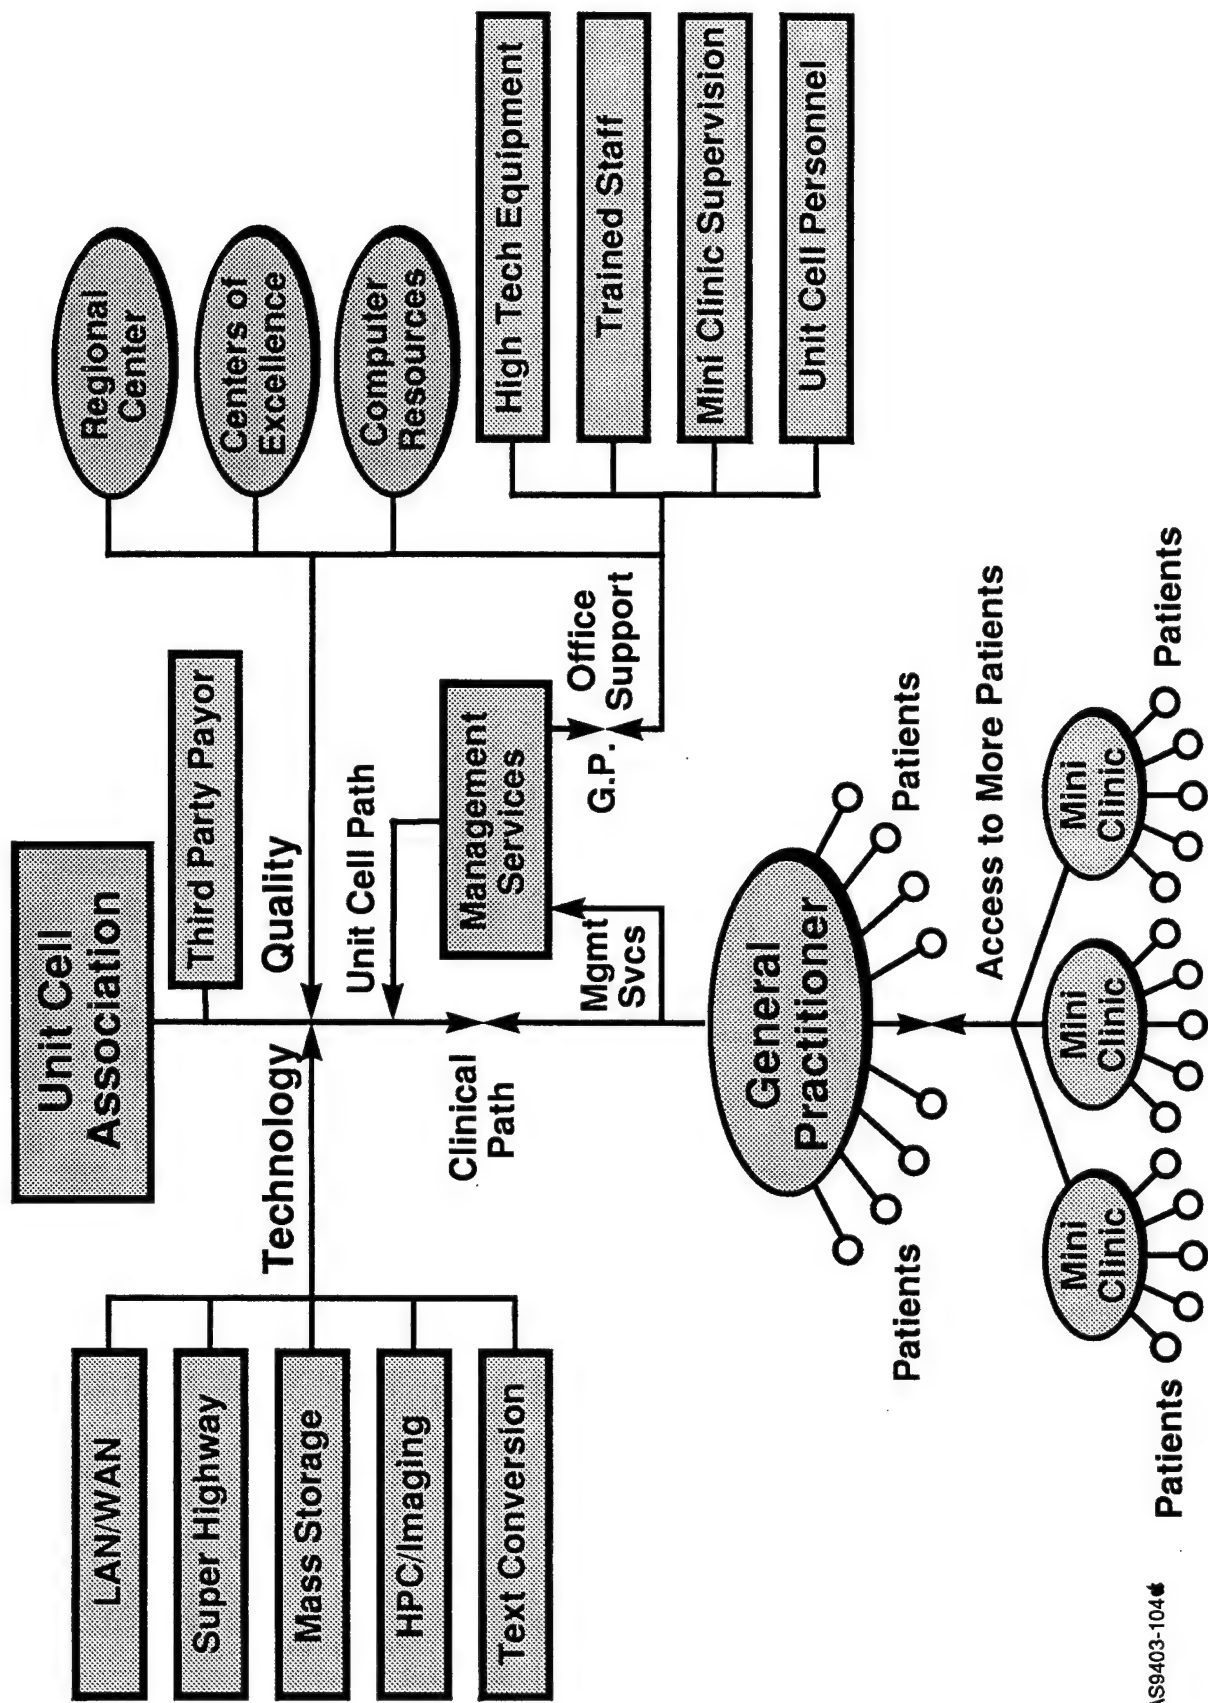 Unit Cell
Association
Third Party Payor
LAN/WAN
Super Highway
Mass Storage
HPC/Imaging
Text Conversion
Technology
Quality
Regional
Center
Centers of
Excellence
Computer
Resources
Unit Cell Path
Clinical
Path
Management
Services
Mgmt
Svcs
G.P.
Office
Support
High Tech Equipment
Trained Staff
Mini Clinic Supervision
Unit Cell Personnel
General
Practitioner
Patients
Patients
Access to More Patients
Mini
Clinic
Mini
Clinic
Mini
Clinic
Patients
Patients
AS9403-104